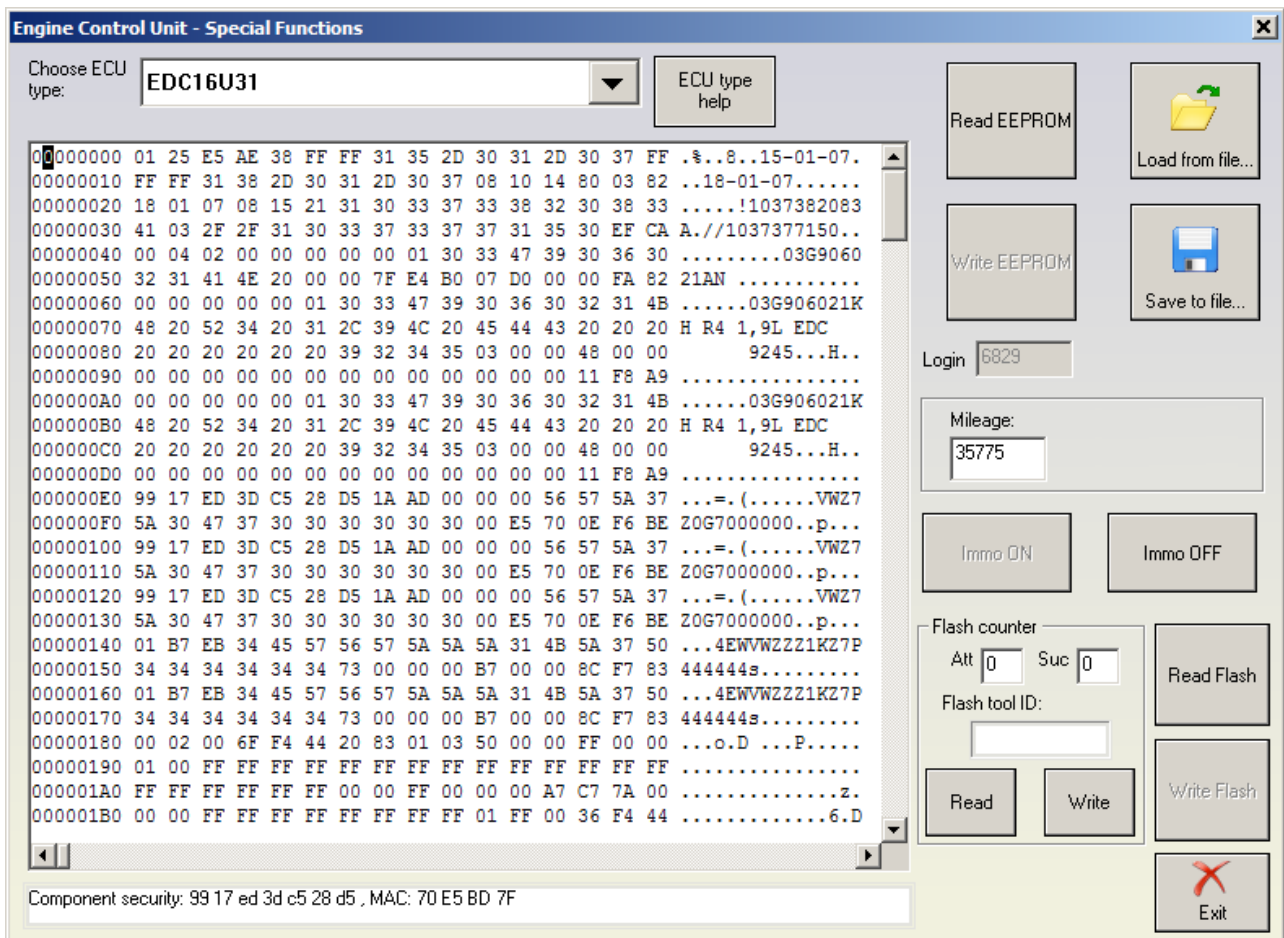 Engine Control Unit - Special Functions
Choose ECU
type:
EDC16U31
ECU type
help
Read EEPROM
Load from file...
00000000 01 25 E5 AE 38 FF FF 31 35 2D 30 31 2D 30 37 FF .%..8..15-01-07.
00000010 FF FF 31 38 2D 30 31 2D 30 37 08 10 14 80 03 82 ..18-01-07......
00000020 18 01 07 08 15 21 31 30 33 37 33 38 32 30 38 33 .....!1037382083
00000030 41 03 2F 2F 31 30 33 37 33 37 37 31 35 30 EF CA A.//1037377150..
00000040 00 04 02 00 00 00 00 00 01 30 33 47 39 30 36 30 .........03G9060
00000050 32 31 41 4E 20 00 00 7F E4 B0 07 D0 00 00 FA 82 21AN ...........
00000060 00 00 00 00 00 01 30 33 47 39 30 36 30 32 31 4B ......03G906021K
00000070 48 20 52 34 20 31 2C 39 4C 20 45 44 43 20 20 20 H R4 1,9L EDC
00000080 20 20 20 20 20 20 39 32 34 35 03 00 00 48 00 00 9245...H..
00000090 00 00 00 00 00 00 00 00 00 00 00 00 00 11 F8 A9 ................
000000A0 00 00 00 00 00 01 30 33 47 39 30 36 30 32 31 4B ......03G906021K
000000B0 48 20 52 34 20 31 2C 39 4C 20 45 44 43 20 20 20 H R4 1,9L EDC
000000C0 20 20 20 20 20 20 39 32 34 35 03 00 00 48 00 00 9245...H..
000000D0 00 00 00 00 00 00 00 00 00 00 00 00 00 11 F8 A9 ................
000000E0 99 17 ED 3D C5 28 D5 1A AD 00 00 00 56 57 5A 37 ...=.(......VWZ7
000000F0 5A 30 47 37 30 30 30 30 30 30 00 E5 70 0E F6 BE Z0G7000000..p...
00000100 99 17 ED 3D C5 28 D5 1A AD 00 00 00 56 57 5A 37 ...=.(......VWZ7
00000110 5A 30 47 37 30 30 30 30 30 30 00 E5 70 0E F6 BE Z0G7000000..p...
00000120 99 17 ED 3D C5 28 D5 1A AD 00 00 00 56 57 5A 37 ...=.(......VWZ7
00000130 5A 30 47 37 30 30 30 30 30 30 00 E5 70 0E F6 BE Z0G7000000..p...
00000140 01 B7 EB 34 45 57 56 57 5A 5A 5A 31 4B 5A 37 50 ...4EWVWZZZ1KZ7P
00000150 34 34 34 34 34 34 73 00 00 00 B7 00 00 8C F7 83 444444s.........
00000160 01 B7 EB 34 45 57 56 57 5A 5A 5A 31 4B 5A 37 50 ...4EWVWZZZ1KZ7P
00000170 34 34 34 34 34 34 73 00 00 00 B7 00 00 8C F7 83 444444s.........
00000180 00 02 00 6F F4 44 20 83 01 03 50 00 00 FF 00 00 ...o.D ...P.....
00000190 01 00 FF FF FF FF FF FF FF FF FF FF FF FF FF FF ................
000001A0 FF FF FF FF FF FF 00 00 FF 00 00 00 A7 C7 7A 00 ..............z.
000001B0 00 00 FF FF FF FF FF FF FF FF 01 FF 00 36 F4 44 .............6.D
Write EEPROM
Save to file...
Login 6829
Mileage:
35775
Immo ON
Immo OFF
Flash counter
Att 0 Suc 0
Flash tool ID:
Read
Write
Read Flash
Write Flash
Exit
Component security: 99 17 ed 3d c5 28 d5 , MAC: 70 E5 BD 7F